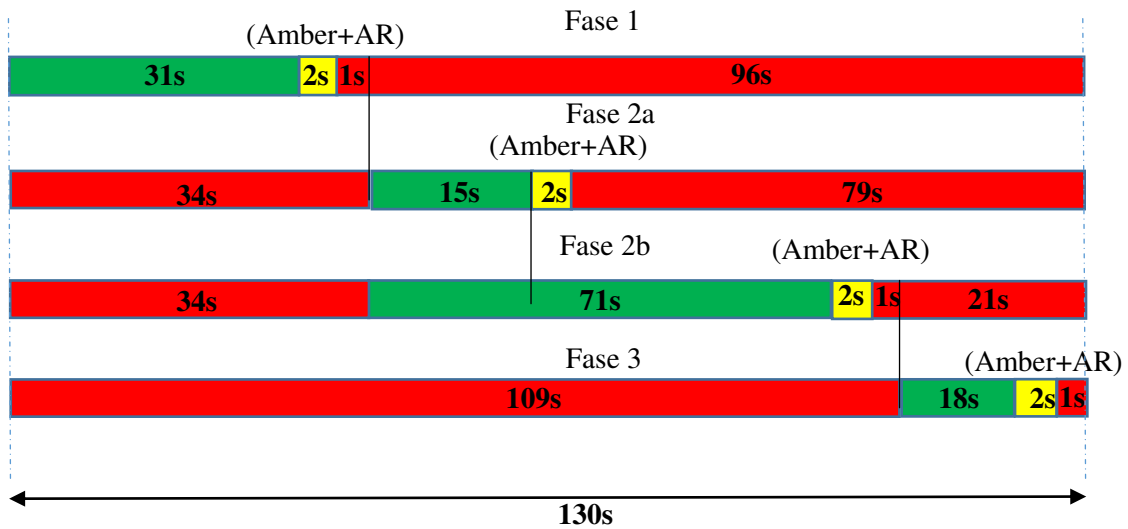 Fase 1
(Amber+AR)
31s 2s 1s 96s
Fase 2a
(Amber+AR)
34s 15s 2s 79s
Fase 2b
(Amber+AR)
34s 71s 2s 1s 21s
Fase 3
(Amber+AR)
109s 18s 2s 1s
130s